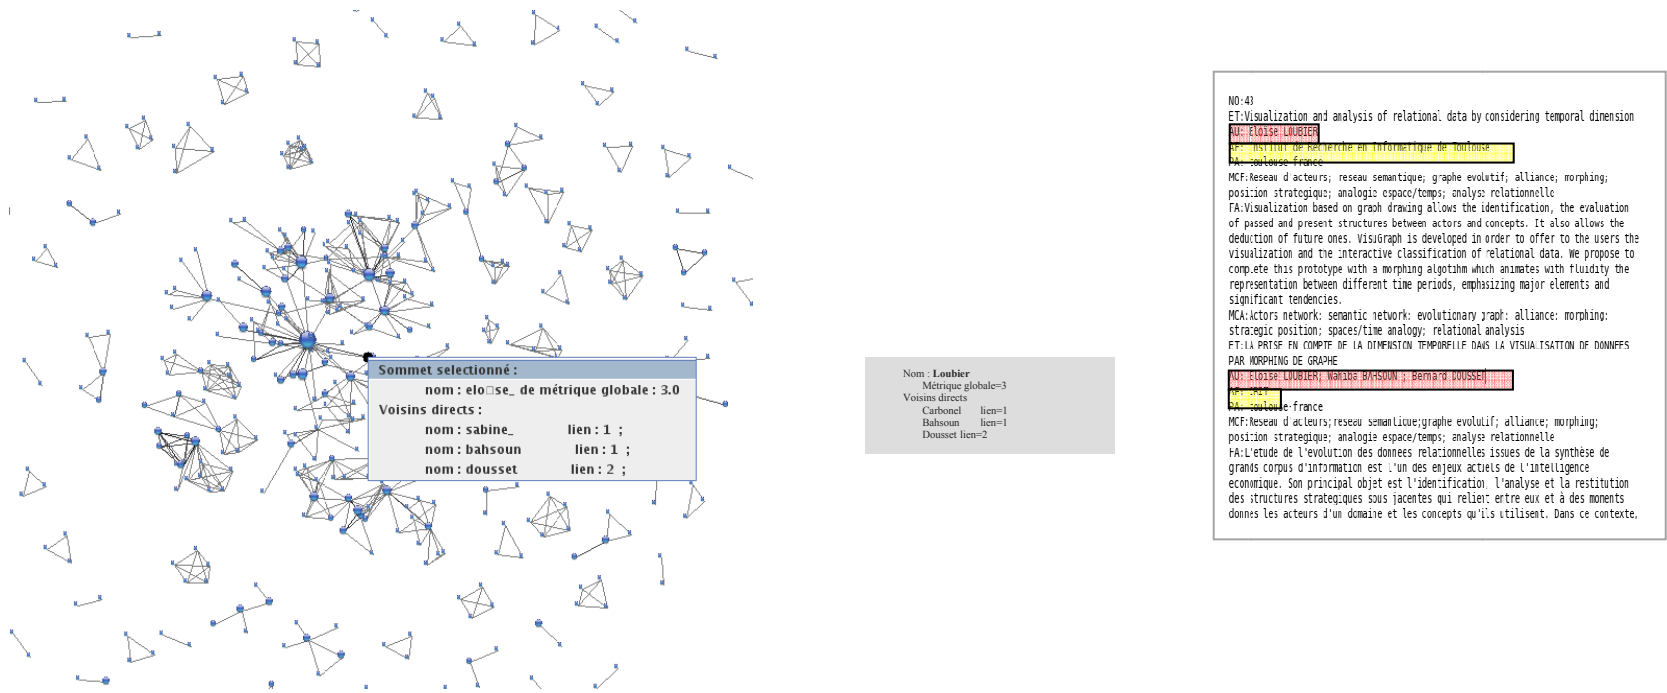 Sommet selectionné :
nom : elo□se_ de métrique globale : 3.0
Voisins directs :
nom : sabine_ lien : 1 ;
nom : bahsoun lien : 1 ;
nom : dousset lien : 2 ;
Nom : Loubier
Métrique globale=3
Voisins directs
Carbonel lien=1
Bahsoun lien=1
Dousset lien=2
NO:43
ET:Visualization and analysis of relational data by considering temporal dimension
AU: Eloise LOUBIER
AF: Institut de Recherche en Informatique de Toulouse
PA: toulouse-france
MCF:Reseau d'acteurs; reseau semantique; graphe evolutif; alliance; morphing;
position strategique; analogie espace/temps; analyse relationnelle
FA:Visualization based on graph drawing allows the identification, the evaluation
of passed and present structures between actors and concepts. It also allows the
deduction of future ones. VisuGraph is developed in order to offer to the users the
visualization and the interactive classification of relational data. We propose to
complete this prototype with a morphing algotihm which animates with fluidity the
representation between different time periods, emphasizing major elements and
significant tendencies.
MCA:Actors network: semantic network: evolutionary graph: alliance: morphing:
strategic position; spaces/time analogy; relational analysis
ET:LA PRISE EN COMPTE DE LA DIMENSION TEMPORELLE DANS LA VISUALISATION DE DONNEES
PAR MORPHING DE GRAPHE
AU: Eloise LOUBIER; Wahiba BAHSOUN ; Bernard DOUSSET
AF: IRIT
PA: toulouse-france
MCF:Reseau d'acteurs;reseau semantique;graphe evolutif; alliance; morphing;
position strategique; analogie espace/temps; analyse relationnelle
FA:L'etude de l'evolution des donnees relationnelles issues de la synthèse de
grands corpus d'information est l'un des enjeux actuels de l'intelligence
economique. Son principal objet est l'identification, l'analyse et la restitution
des structures strategiques sous jacentes qui relient entre eux et à des moments
donnes les acteurs d'un domaine et les concepts qu'ils utilisent. Dans ce contexte,